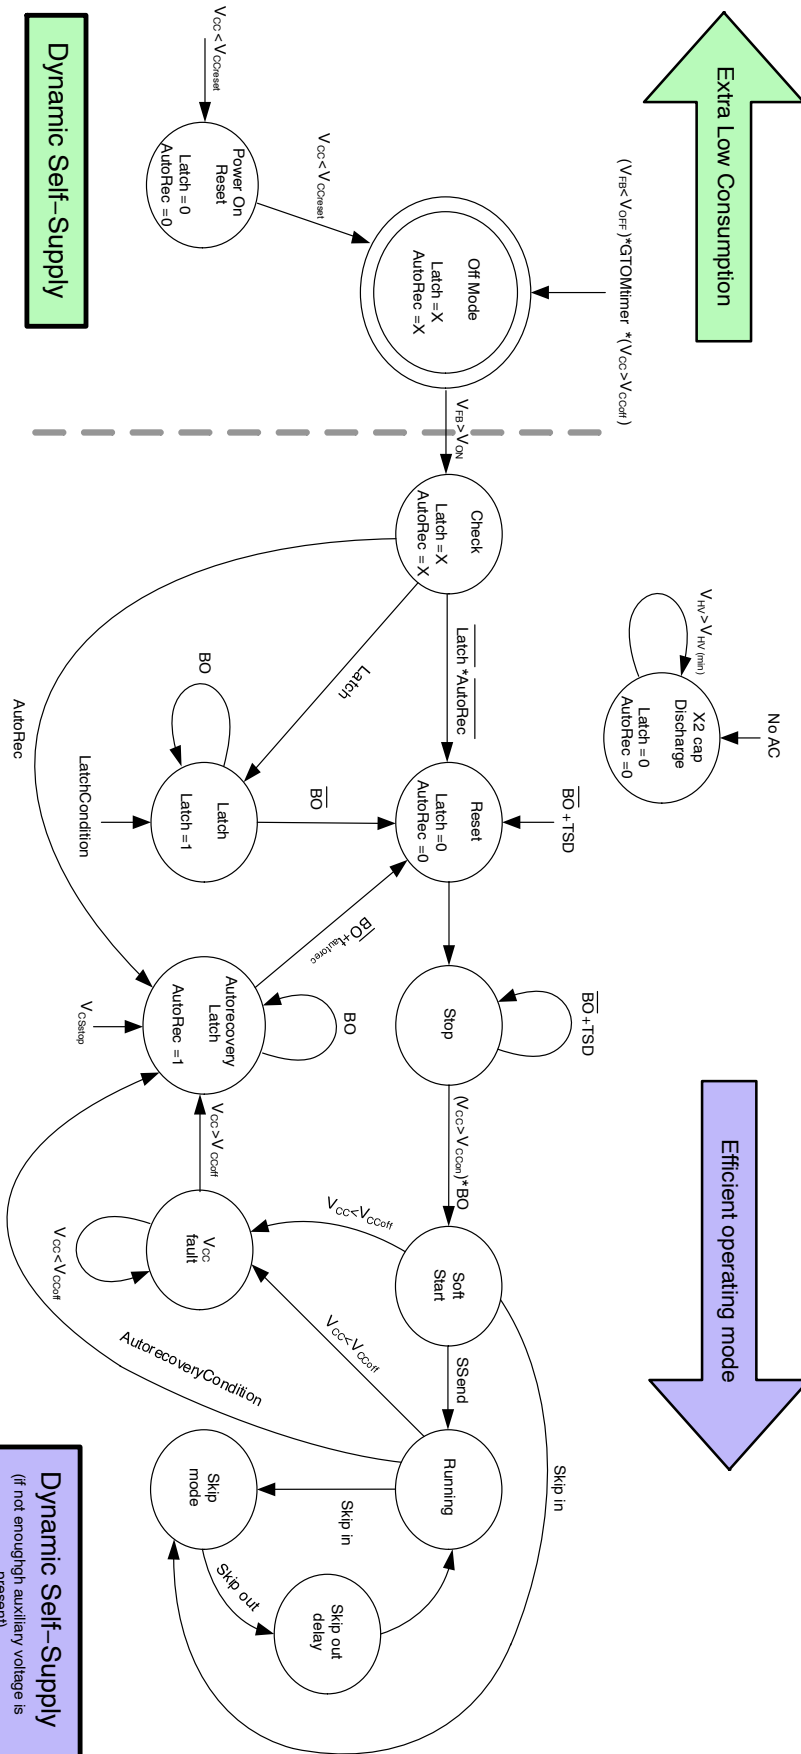 Extra Low Consumption
Efficient operating mode
(VFB< VOFF )*GTOMtimer *(VCC>VCCoff )
No AC
VHV>VHV (min)
X2 cap
Discharge
Latch =0
AutoRec =0
VCC<VCCreset
Power On
Reset
Latch =0
AutoRec =0
VCC<VCCreset
Off Mode
Latch =X
AutoRec =X
VFB>VON
Check
Latch =X
AutoRec =X
Latch *AutoRec
Latch
AutoRec
BO
Latch
Latch =1
LatchCondition
BO
BO + TSD
Reset
Latch =0
AutoRec =0
BO+tautorec
Stop
BO + TSD
BO
Autorecovery
Latch
AutoRec =1
VCSstop
(VCC>VCCon)*BO
Soft
Start
VCC<VCCoff
VCC>VCCoff
VCC
fault
VCC<VCCoff
VCC<VCCoff
SSend
Running
AutorecoveryCondition
Skip in
Skip in
Skip
mode
Skip out
Skip out
delay
Dynamic Self−Supply
Dynamic Self−Supply
(if not enoughgh auxiliary voltage is
present)